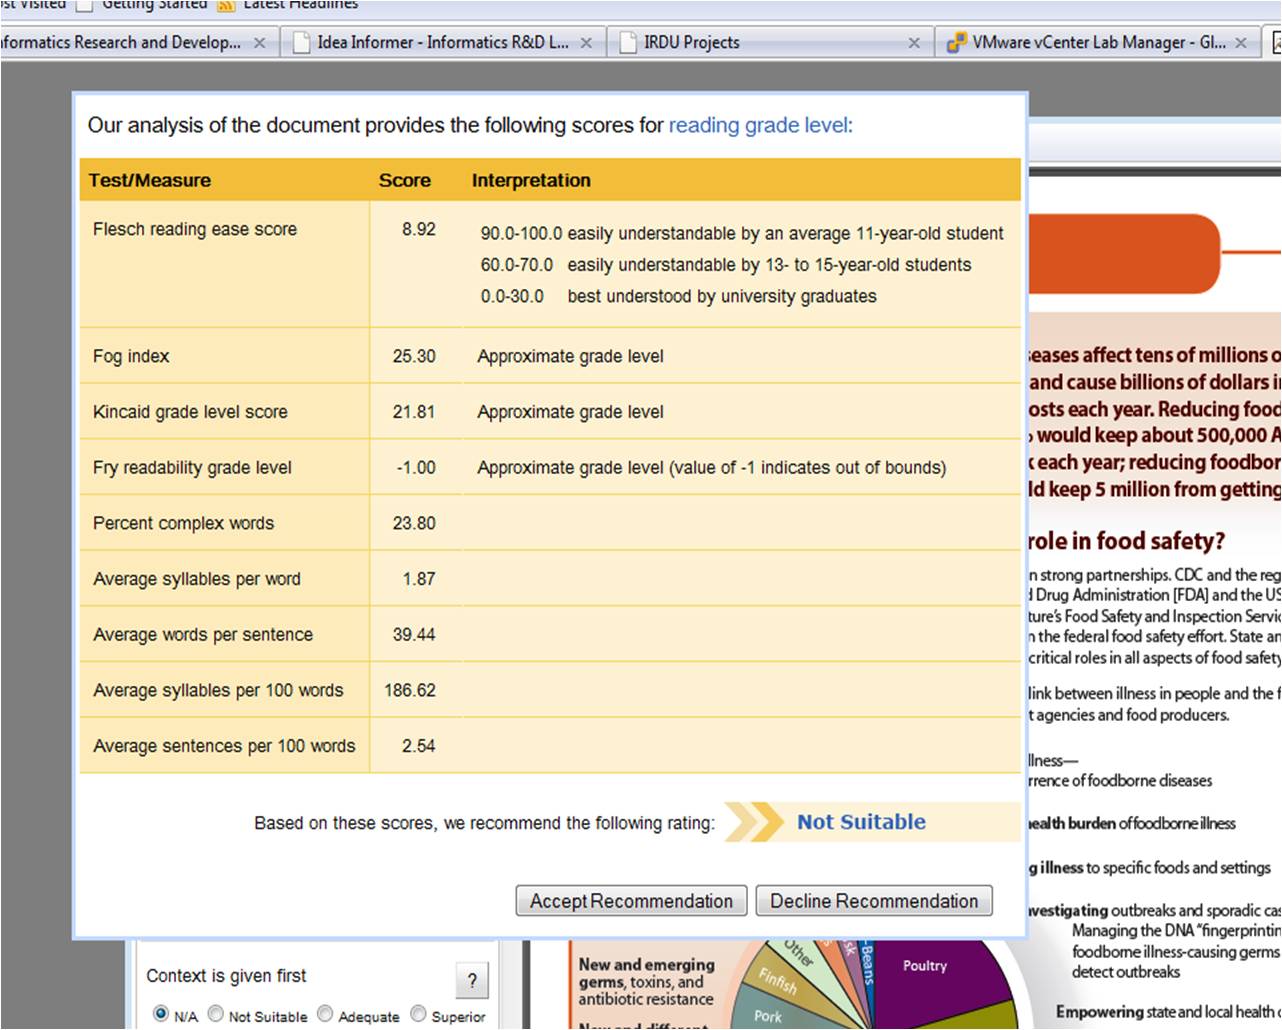 Visited Getting Started Latest Headlines
nformatics Research and Develop... Idea Informer - Informatics R&D L... IRDU Projects VMware vCenter Lab Manager - Gl...
Our analysis of the document provides the following scores for reading grade level:
Test/Measure Score Interpretation
Flesch reading ease score 8.92 90.0-100.0 easily understandable by an average 11-year-old student
60.0-70.0 easily understandable by 13- to 15-year-old students
0.0-30.0 best understood by university graduates
Fog index 25.30 Approximate grade level
Kincaid grade level score 21.81 Approximate grade level
Fry readability grade level -1.00 Approximate grade level (value of -1 indicates out of bounds)
Percent complex words 23.80
Average syllables per word 1.87
Average words per sentence 39.44
Average syllables per 100 words 186.62
Average sentences per 100 words 2.54
Based on these scores, we recommend the following rating: Not Suitable
Accept Recommendation Decline Recommendation
eases affect tens of millions
and cause billions of dollars
osts each year. Reducing food
would keep about 500,000
each year; reducing foodbor
ld keep 5 million from getting
role in food safety?
n strong partnerships. CDC and the reg
Drug Administration [FDA] and the US
ture's Food Safety and Inspection Servic
n the federal food safety effort. State an
critical roles in all aspects of food safety
link between illness in people and the f
t agencies and food producers.
llness—
rrence of foodborne diseases
ealth burden of foodborne illness
g illness to specific foods and settings
vestigating outbreaks and sporadic cas
Managing the DNA "fingerprintin
foodborne illness-causing germs
detect outbreaks
Empowering state and local health
Context is given first ?
N/A Not Suitable Adequate Superior
New and emerging
germs, toxins, and
antibiotic resistance
New and different
Other
Finfish
Pork
Beans
Poultry